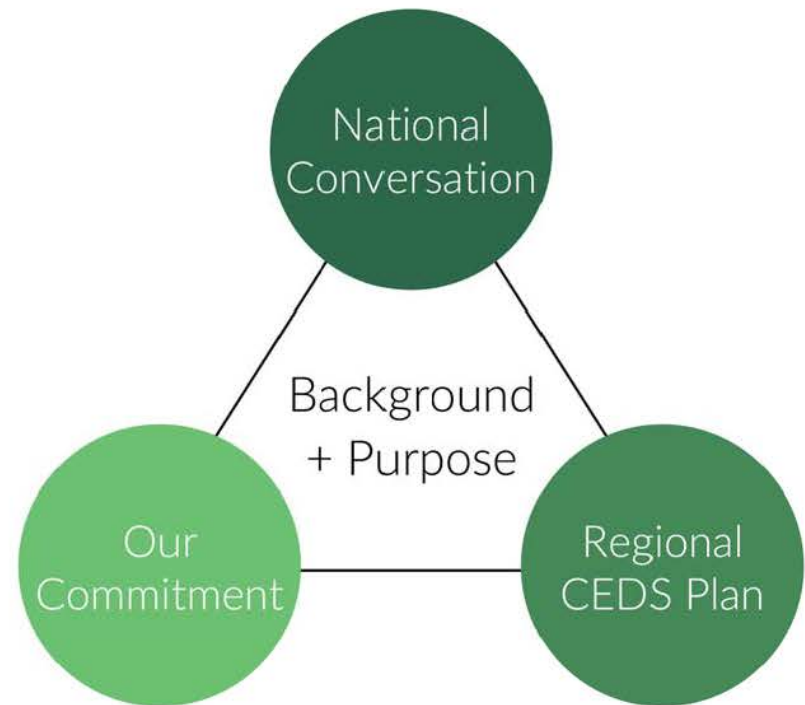 National
Conversation
Background
+ Purpose
Our
Commitment
Regional
CEDS Plan